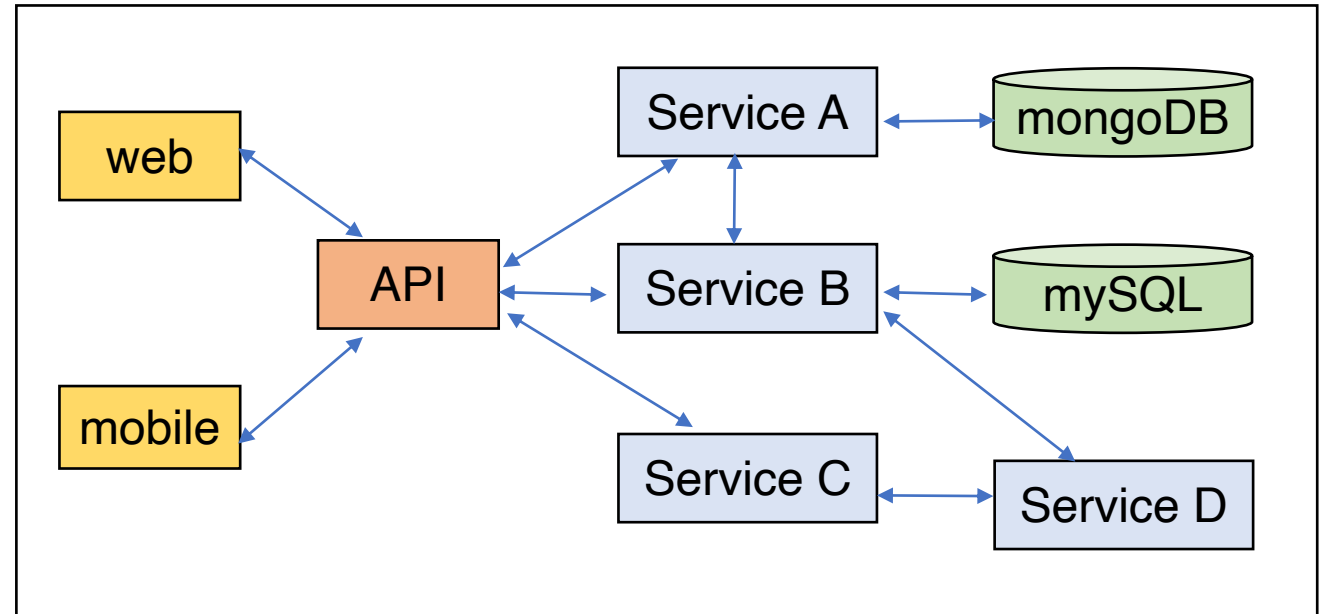 web
mobile
API
Service A
Service B
Service C
Service D
mongoDB
mySQL